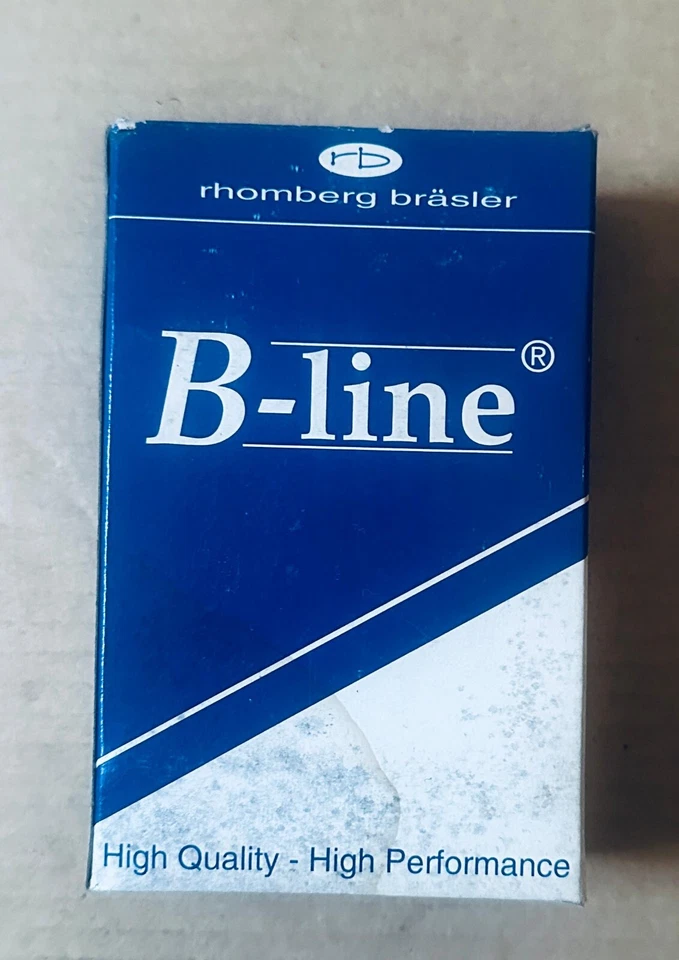 rb
rhomberg bräsler
B-line®
High Quality - High Performance